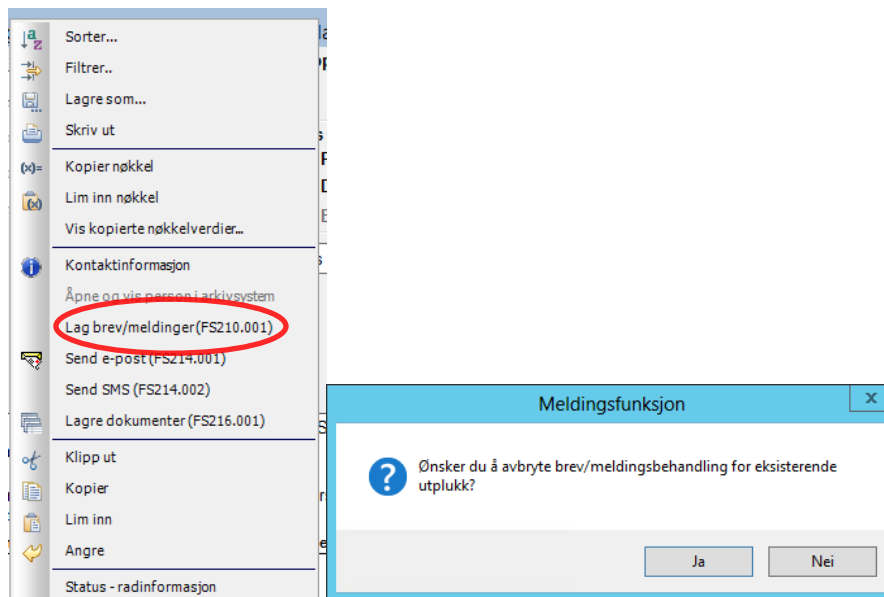 Sorter...
Filtrer..
Lagre som...
Skriv ut
(x)= Kopier nøkkel
(x) Lim inn nøkkel
Vis kopierte nøkkelverdier...
Kontaktinformasjon
Åpne og vis person i arkivsystem
Lag brev/meldinger(FS210.001)
Send e-post (FS214.001)
Send SMS (FS214.002)
Lagre dokumenter (FS216.001)
Klipp ut
Kopier
Lim inn
Angre
Status - radinformasjon
Meldingsfunksjon
x
Ønsker du å avbryte brev/meldingsbehandling for eksisterende
utplukk?
Ja Nei